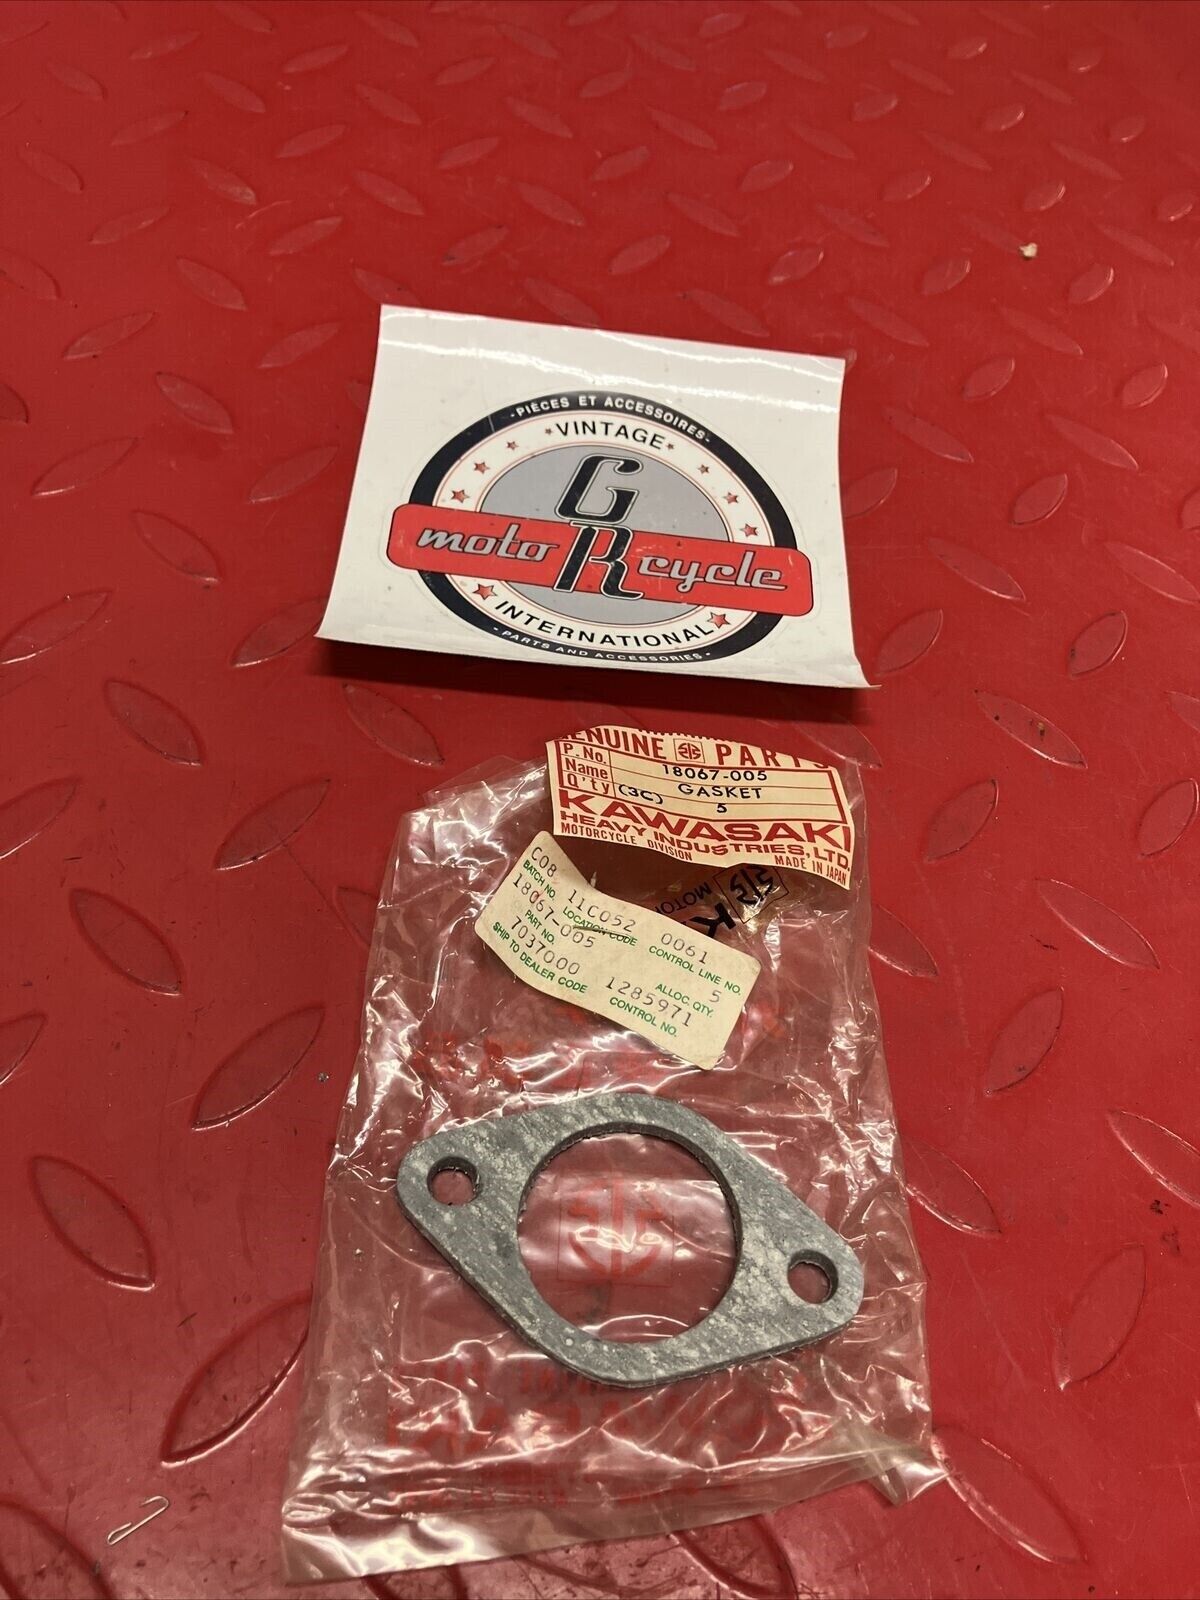 -PIÈCES ET ACCESSOIRES-
VINTAGE
G
moto R cycle
INTERNATIONAL
-PARTS AND ACCESSORIES-
GENUINE PARTS
P.No. 18067-005
Name GASKET
Q'ty (3C) 5
KAWASAKI
HEAVY INDUSTRIES, LTD.
MOTORCYCLE DIVISION MADE IN JAPAN
C08 11C052 0061
BATCH NO. LOCATION CODE CONTROL LINE NO.
18067-005 5
PART NO. ALLOC. QTY.
7037000 1285971
SHIP TO DEALER CODE CONTROL NO.
K
MOTOR